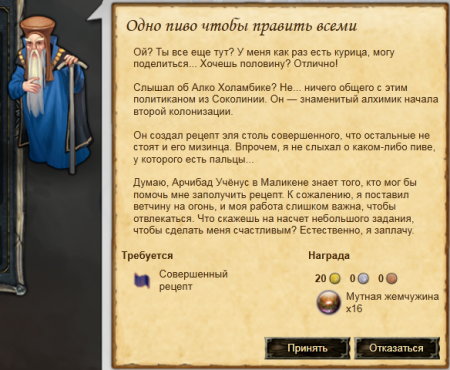 Одно пиво чтобы править всеми
Ой? Ты все еще тут? У меня как раз есть курица, могу
поделиться... Хочешь половину? Отлично!
Слышал об Алко Холамбике? Не... ничего общего с этим
политиканом из Соколинии. Он — знаменитый алхимик начала
второй колонизации.
Он создал рецепт эля столь совершенного, что остальные не
стоят и его мизинца. Впрочем, я не слыхал о каком-либо пиве,
у которого есть пальцы...
Думаю, Арчибад Учёнус в Маликене знает того, кто мог бы
помочь мне заполучить рецепт. К сожалению, я поставил
ветчину на огонь, и моя работа слишком важна, чтобы
отвлекаться. Что скажешь на насчет небольшого задания,
чтобы сделать меня счастливым? Естественно, я заплачу.
Требуется
Совершенный
рецепт
Награда
20 0 0
Мутная жемчужина
x16
Принять
Отказаться